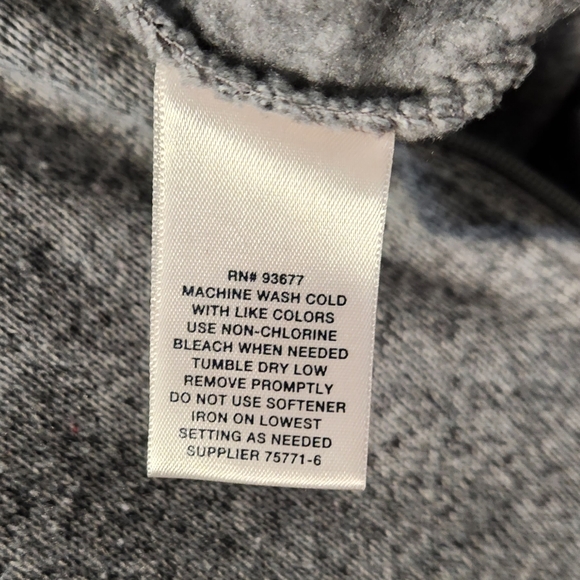 RN# 93677
MACHINE WASH COLD
WITH LIKE COLORS
USE NON-CHLORINE
BLEACH WHEN NEEDED
TUMBLE DRY LOW
REMOVE PROMPTLY
DO NOT USE SOFTENER
IRON ON LOWEST
SETTING AS NEEDED
SUPPLIER 75771-6